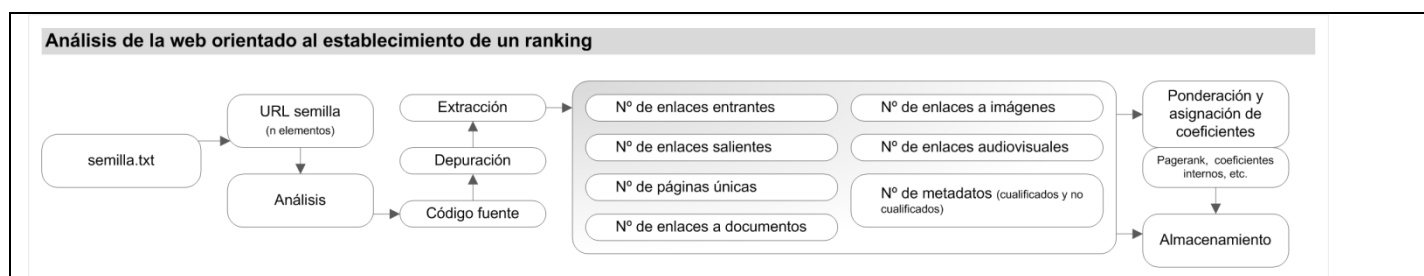 Análisis de la web orientado al establecimiento de un ranking
semilla.txt
URL semilla
(n elementos)
Análisis
Código fuente
Depuración
Extracción
Nº de enlaces entrantes
Nº de enlaces salientes
Nº de páginas únicas
Nº de enlaces a documentos
Nº de enlaces a imágenes
Nº de enlaces audiovisuales
Nº de metadatos (cualificados y no
cualificados)
Ponderación y
asignación de
coeficientes
Pagerank, coeficientes
internos, etc.
Almacenamiento